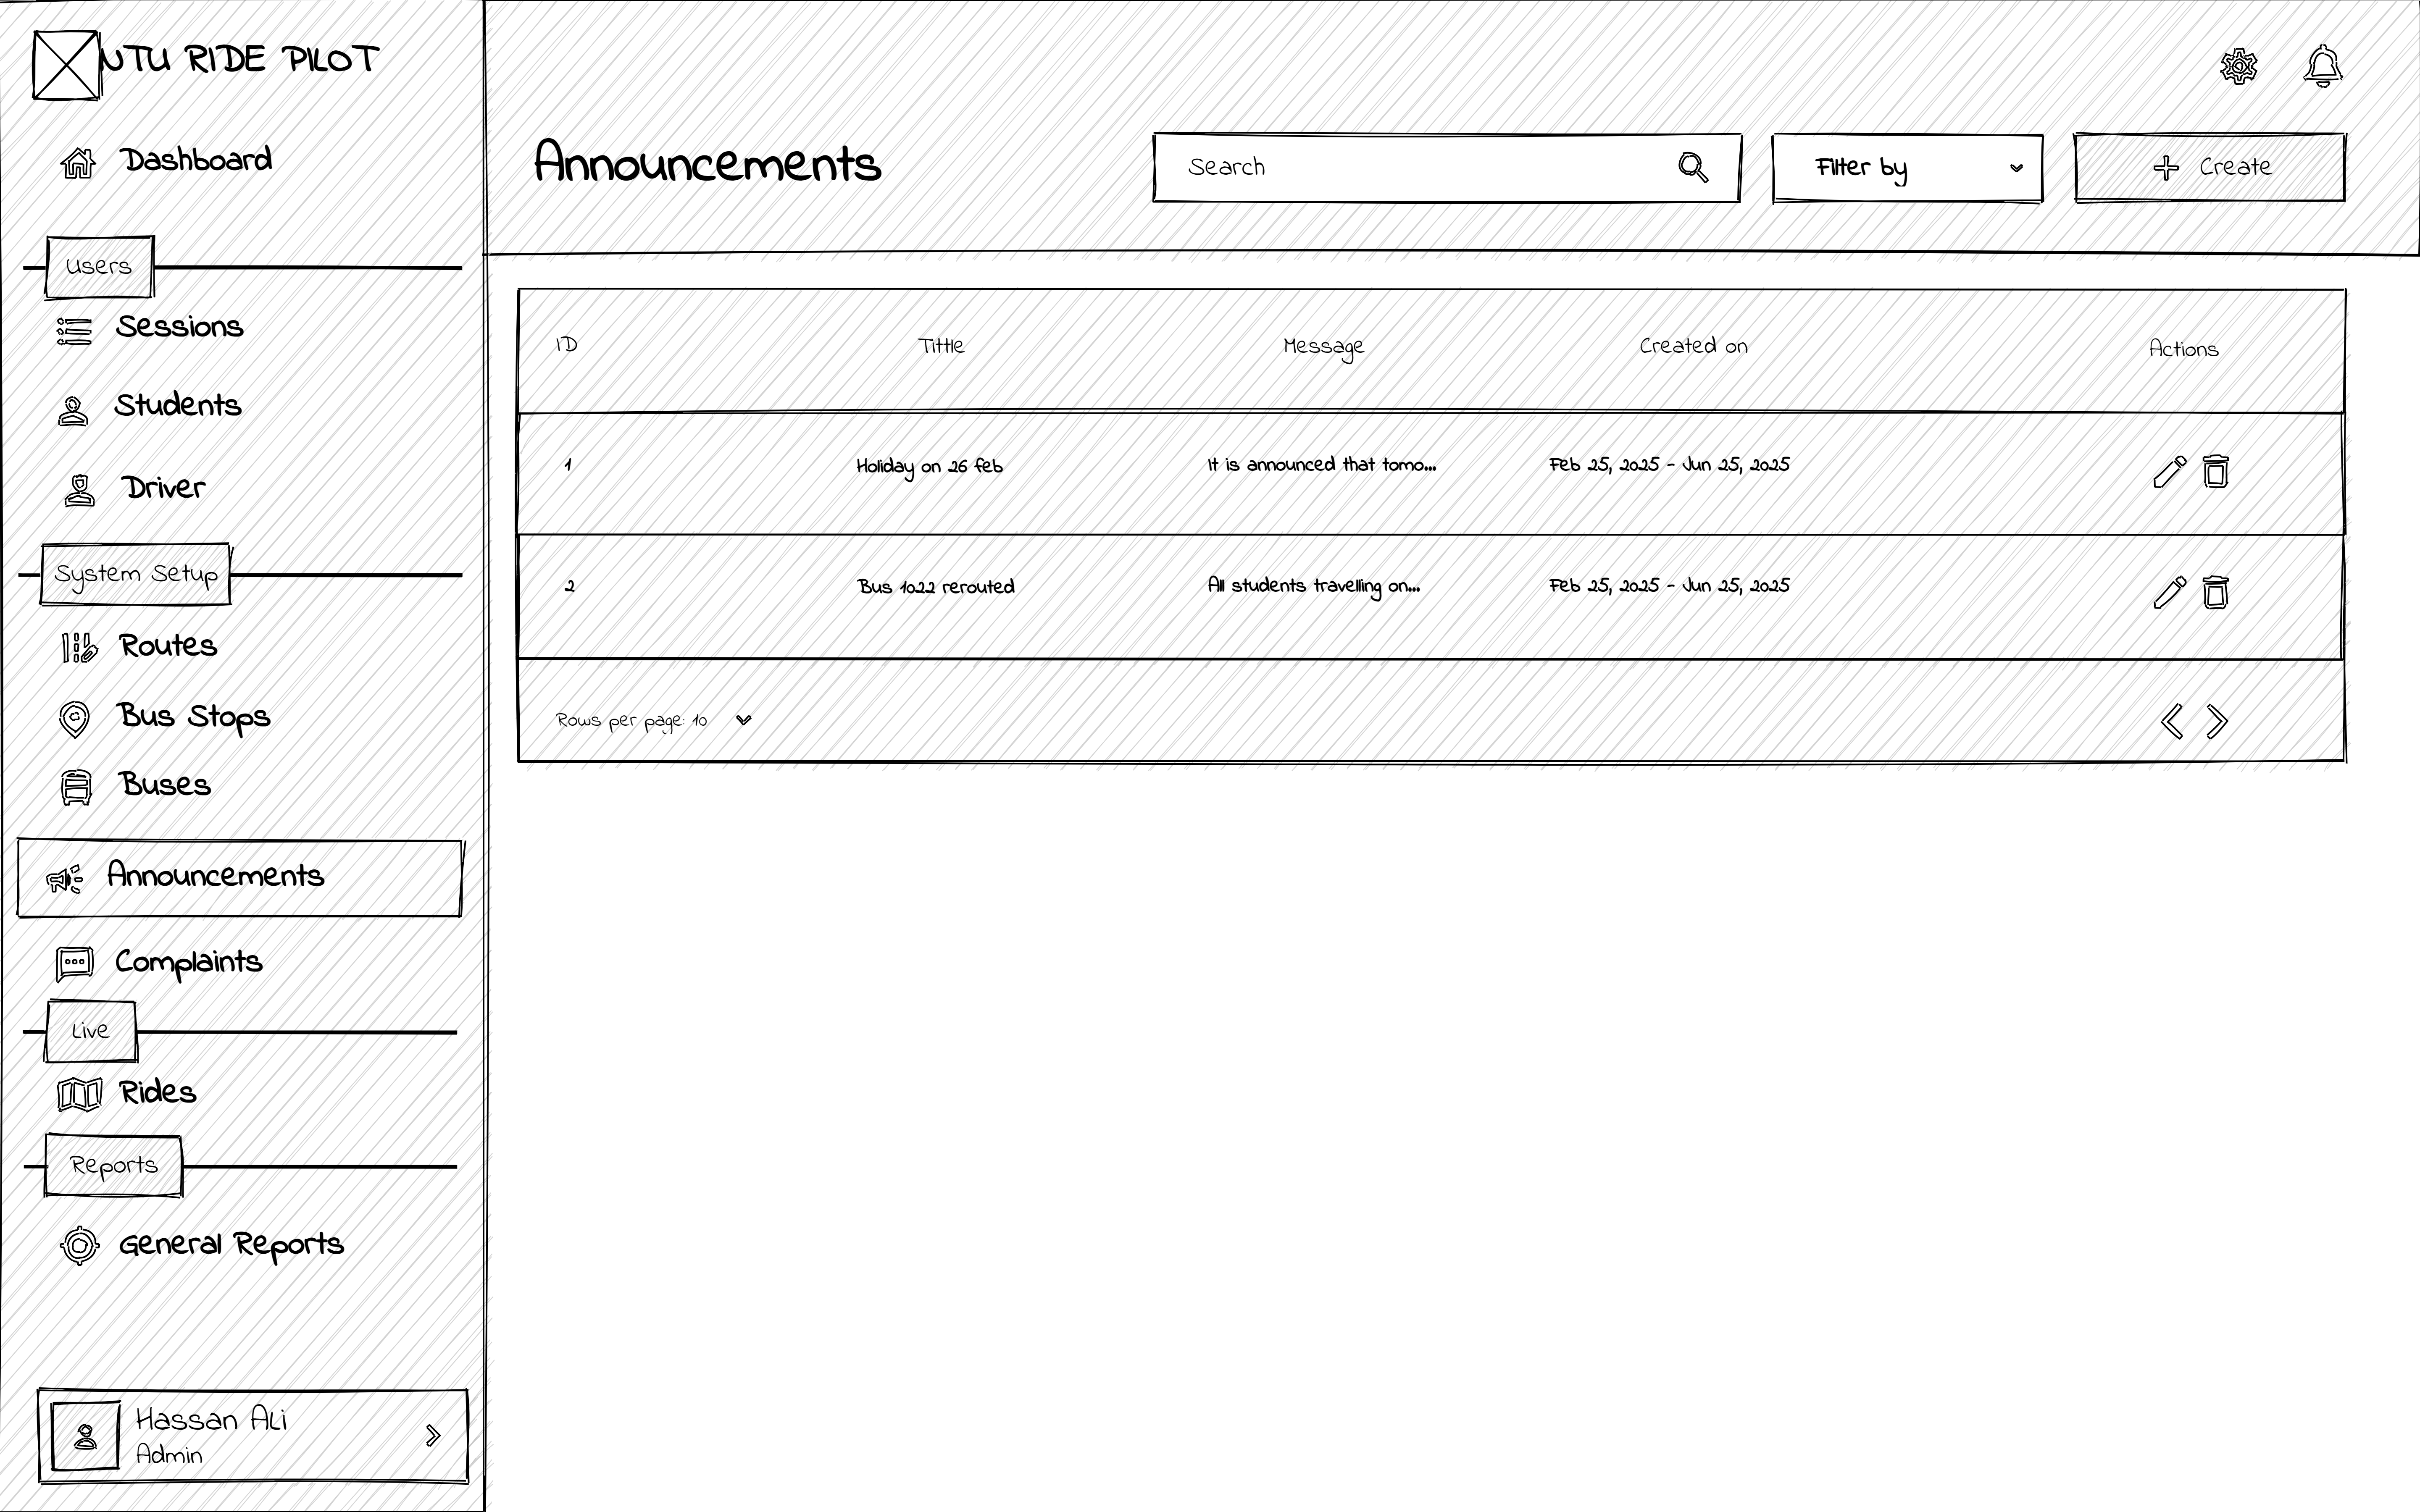 NTU RIDE PILOT
Dashboard
Users
Sessions
Students
Driver
System Setup
Routes
Bus Stops
Buses
Announcements
Complaints
Live
Rides
Reports
General Reports
Hassan Ali
Admin
Announcements
Search
Filter by
Create
ID Tittle Message Created on Actions
1 Holiday on 26 feb It is announced that tomo... Feb 25, 2025 - Jun 25, 2025
2 Bus 1022 rerouted All students travelling on... Feb 25, 2025 - Jun 25, 2025
Rows per page: 10